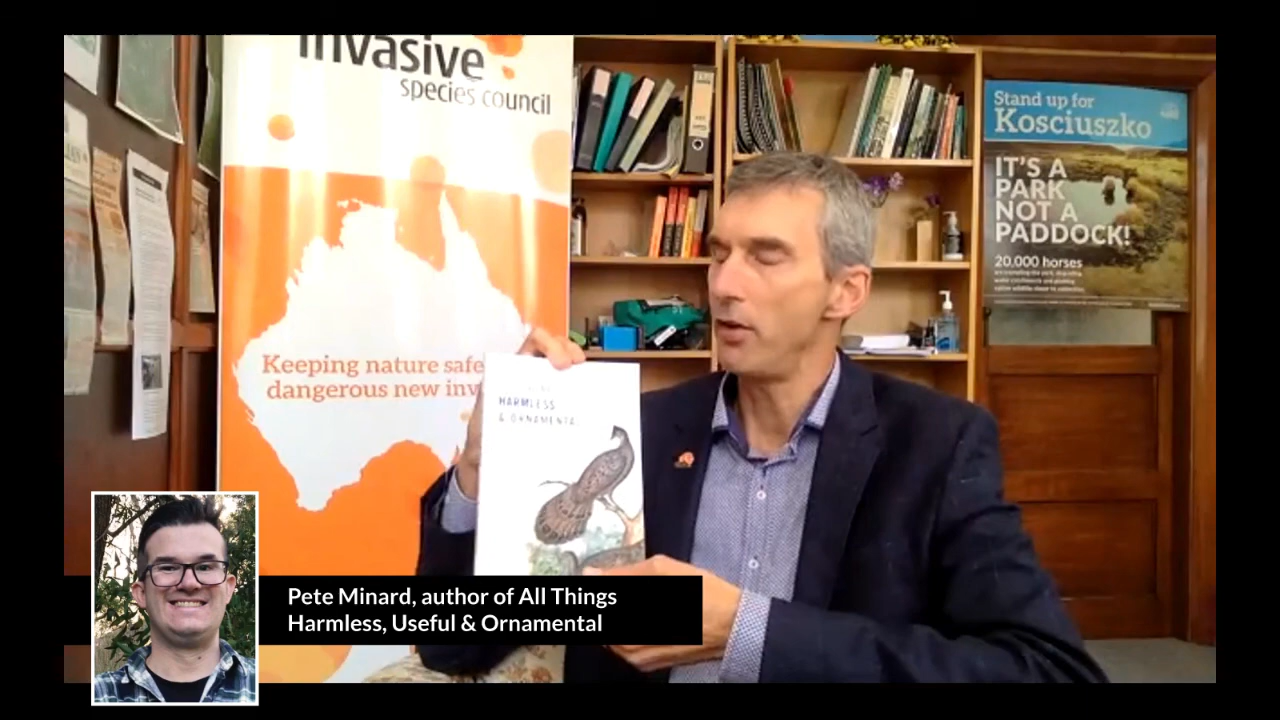 invasive
species council
Keeping nature safe
dangerous new inv
HARMLESS
& ORNAMENTAL
Stand up for
Kosciuszko
IT'S A
PARK
NOT A
PADDOCK!
20,000 horses
Pete Minard, author of All Things
Harmless, Useful & Ornamental